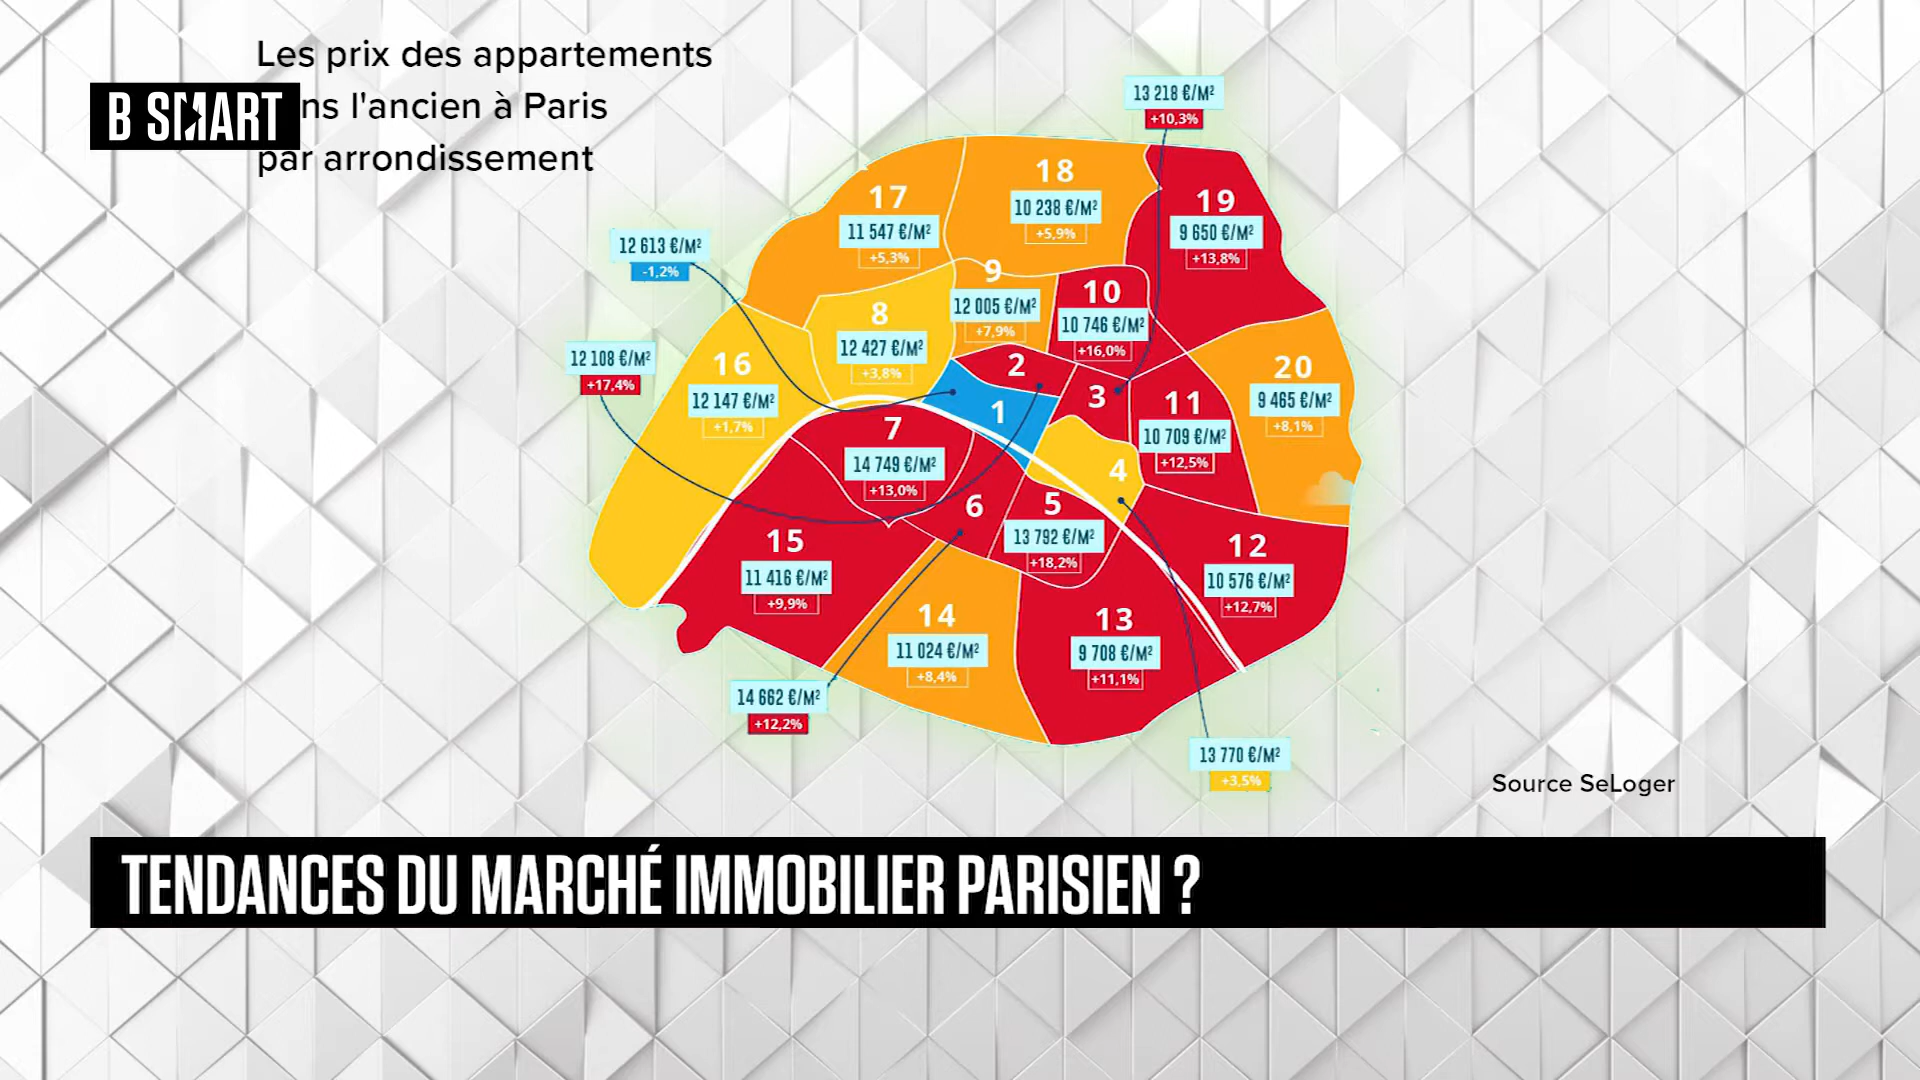 Les prix des appartements
ns l'ancien à Paris
par arrondissement
B SMART
13 218 €/M²
+10,3%
18
10 238 €/M²
+5,9%
17
11 547 €/M²
+5,3%
19
9 650 €/M²
+13,8%
12 613 €/M²
-1,2%
9
12 005 €/M²
+7,9%
10
10 746 €/M²
+16,0%
8
12 427 €/M²
+3,8%
12 108 €/M²
+17,4%
16
12 147 €/M²
+1,7%
2
20
9 465 €/M²
+8,1%
3
1
11
10 709 €/M²
+12,5%
7
14 749 €/M²
+13,0%
4
6
5
13 792 €/M²
+18,2%
15
11 416 €/M²
+9,9%
12
10 576 €/M²
+12,7%
14
11 024 €/M²
+8,4%
13
9 708 €/M²
+11,1%
14 662 €/M²
+12,2%
13 770 €/M²
+3,5%
Source SeLoger
TENDANCES DU MARCHÉ IMMOBILIER PARISIEN ?